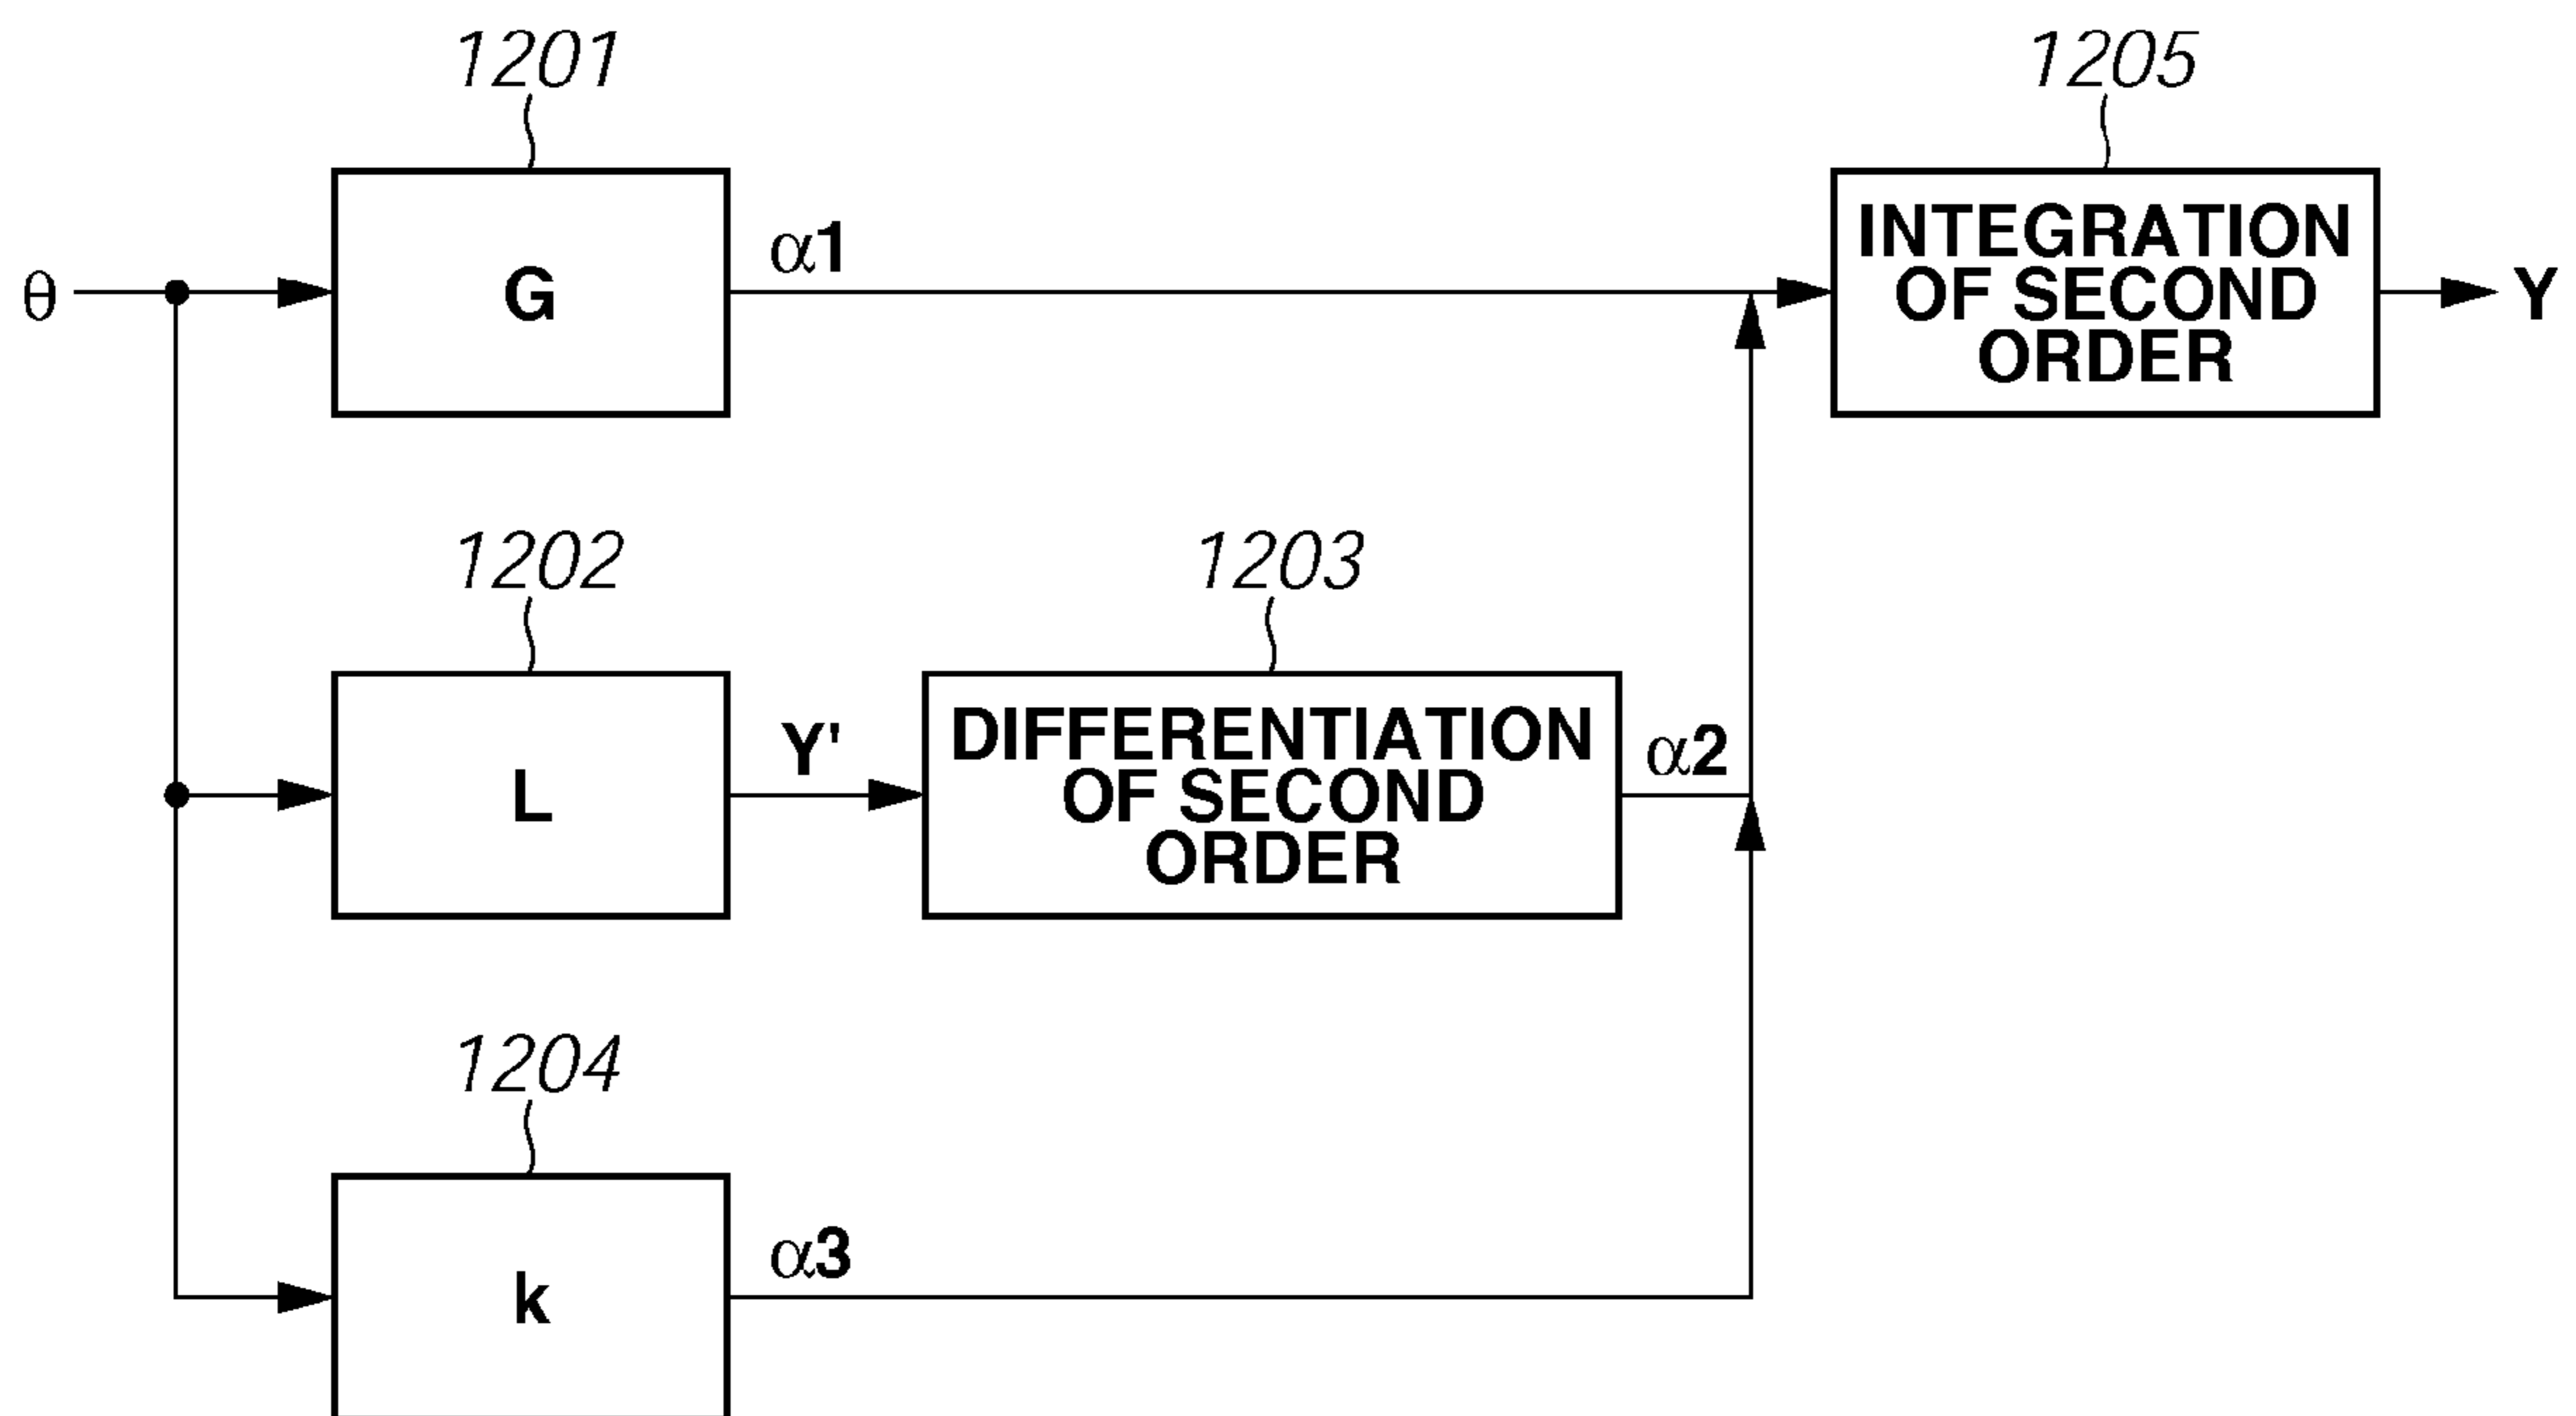 1201
1205
θ
G
α1
INTEGRATION
OF SECOND
ORDER
Y
1202
1203
L
Y'
DIFFERENTIATION
OF SECOND
ORDER
α2
1204
k
α3